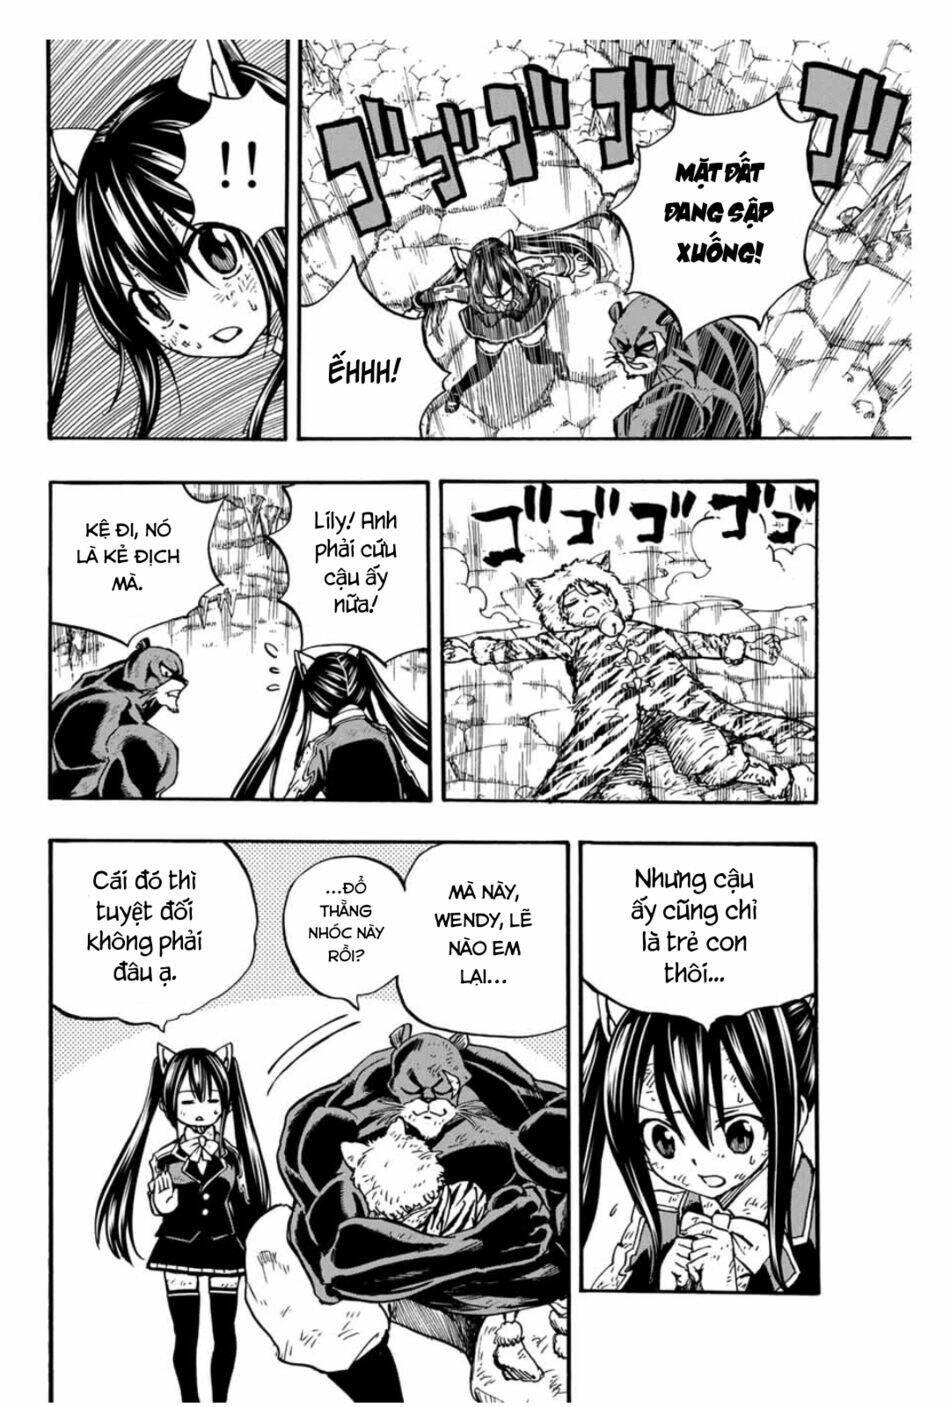 ゴゴゴゴゴ
MẶT ĐẤT
ĐANG SẬP
XUỐNG!
ẾHHH!
!!
ゴゴゴゴゴ
Lily! Anh
phải cứu
cậu ấy
nữa!
KỆ ĐI, NÓ
LÀ KẺ ĐỊCH
MÀ.
Nhưng cậu
ấy cũng chỉ
là trẻ con
thôi...
MÀ NÀY,
WENDY, LẼ
NÀO EM
LẠI...
...ĐỔ
THẰNG
NHÓC NÀY
RỒI?
Cái đó thì
tuyệt đối
không phải
đâu ạ.